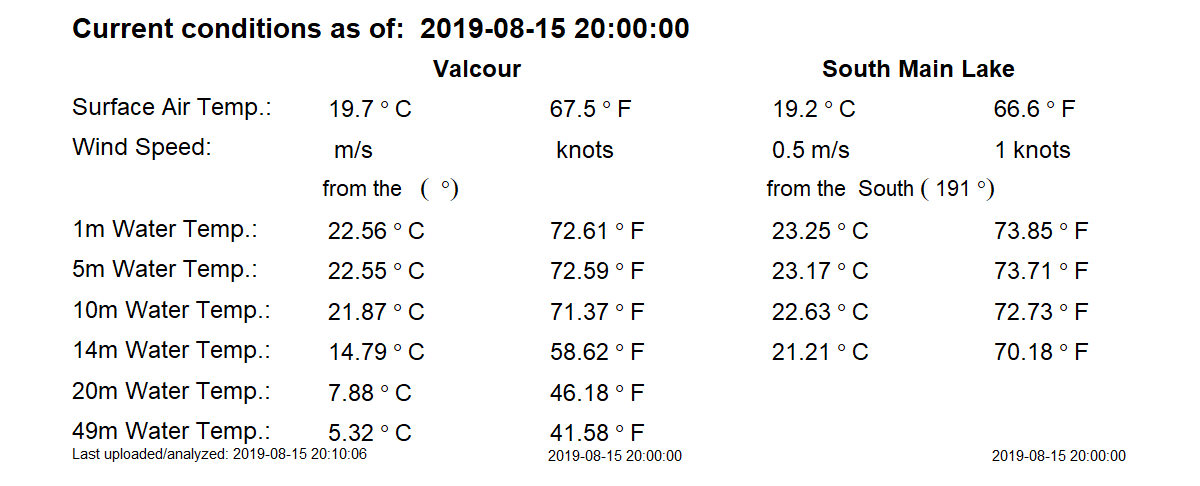 Current conditions as of: 2019-08-15 20:00:00
Valcour South Main Lake
Surface Air Temp.: 19.7 ° C 67.5 ° F 19.2 ° C 66.6 ° F
Wind Speed: m/s knots 0.5 m/s 1 knots
from the ( °) from the South ( 191 °)
1m Water Temp.: 22.56 ° C 72.61 ° F 23.25 ° C 73.85 ° F
5m Water Temp.: 22.55 ° C 72.59 ° F 23.17 ° C 73.71 ° F
10m Water Temp.: 21.87 ° C 71.37 ° F 22.63 ° C 72.73 ° F
14m Water Temp.: 14.79 ° C 58.62 ° F 21.21 ° C 70.18 ° F
20m Water Temp.: 7.88 ° C 46.18 ° F
49m Water Temp.: 5.32 ° C 41.58 ° F
Last uploaded/analyzed: 2019-08-15 20:10:06 2019-08-15 20:00:00 2019-08-15 20:00:00